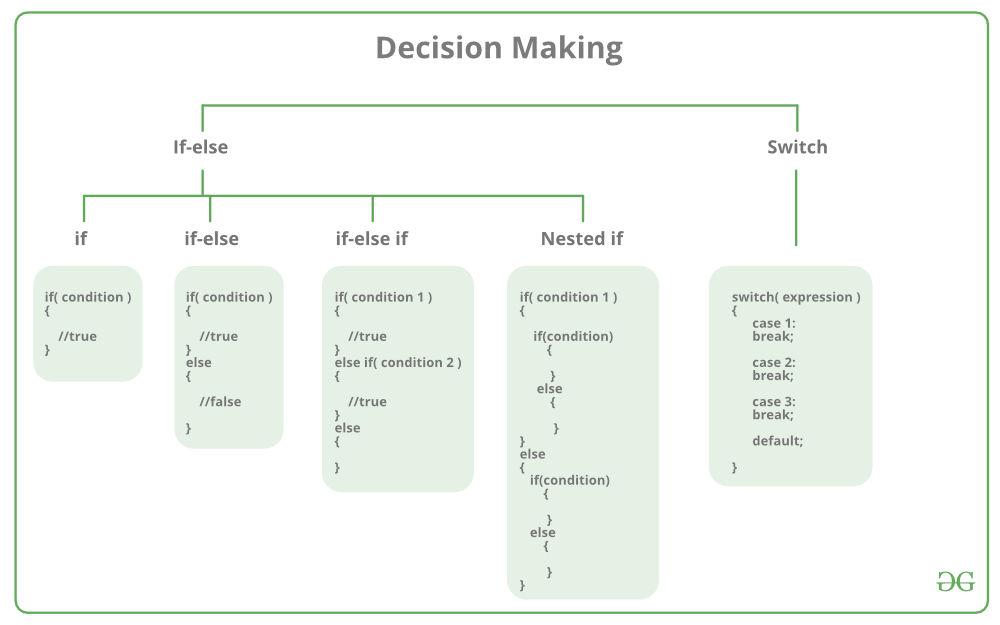 Decision Making
If-else
Switch
if
if-else
if-else if
Nested if
if( condition )
{
//true
}
if( condition )
{
//true
}
else
{
//false
}
if( condition 1 )
{
//true
}
else if( condition 2 )
{
//true
}
else
{
}
if( condition 1 )
{
if(condition)
{
}
else
{
}
}
else
{
if(condition)
{
}
else
{
}
}
switch( expression )
{
case 1:
break;
case 2:
break;
case 3:
break;
default;
}